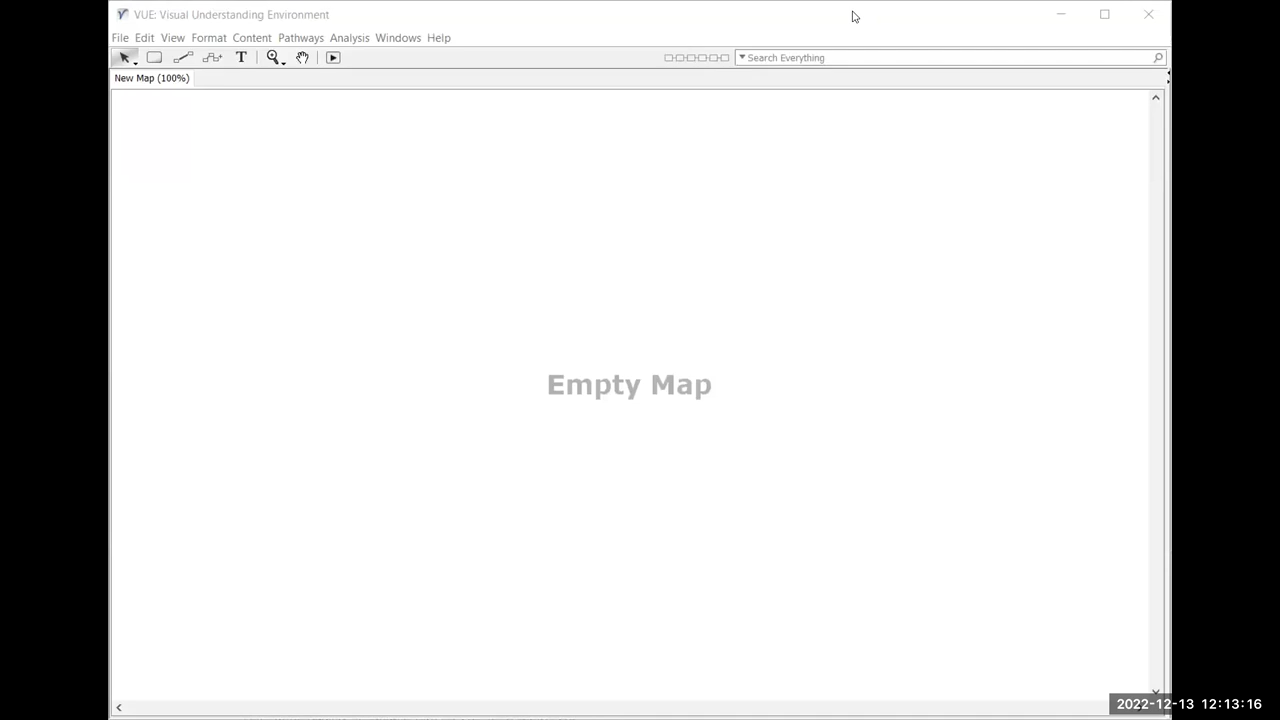 VUE: Visual Understanding Environment
File Edit View Format Content Pathways Analysis Windows Help
T Search Everything
New Map (100%)
Empty Map
2022-12-13 12:13:16